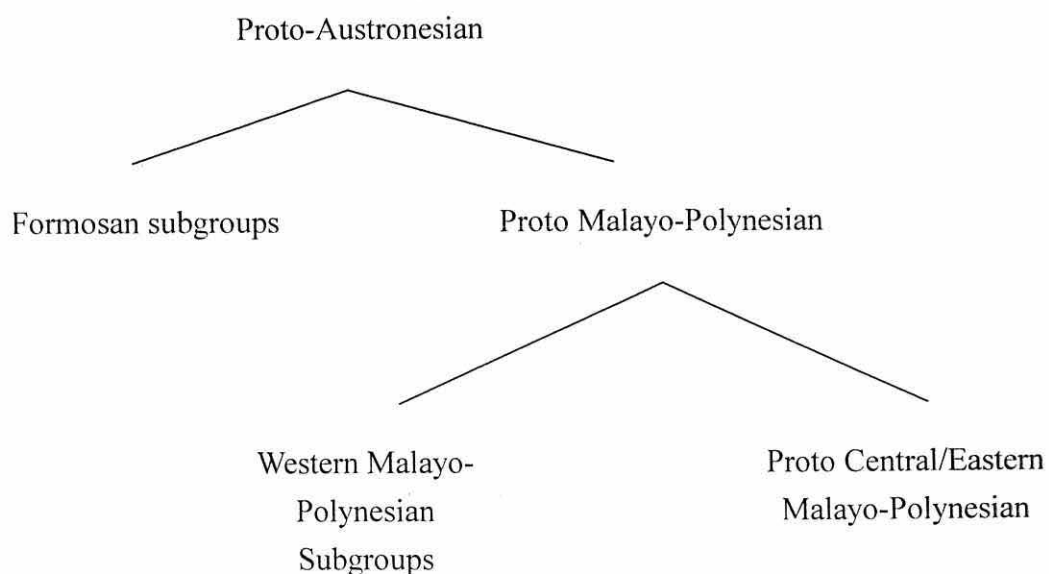 Proto-Austronesian
Formosan subgroups
Proto Malayo-Polynesian
Western Malayo-
Polynesian
Subgroups
Proto Central/Eastern
Malayo-Polynesian